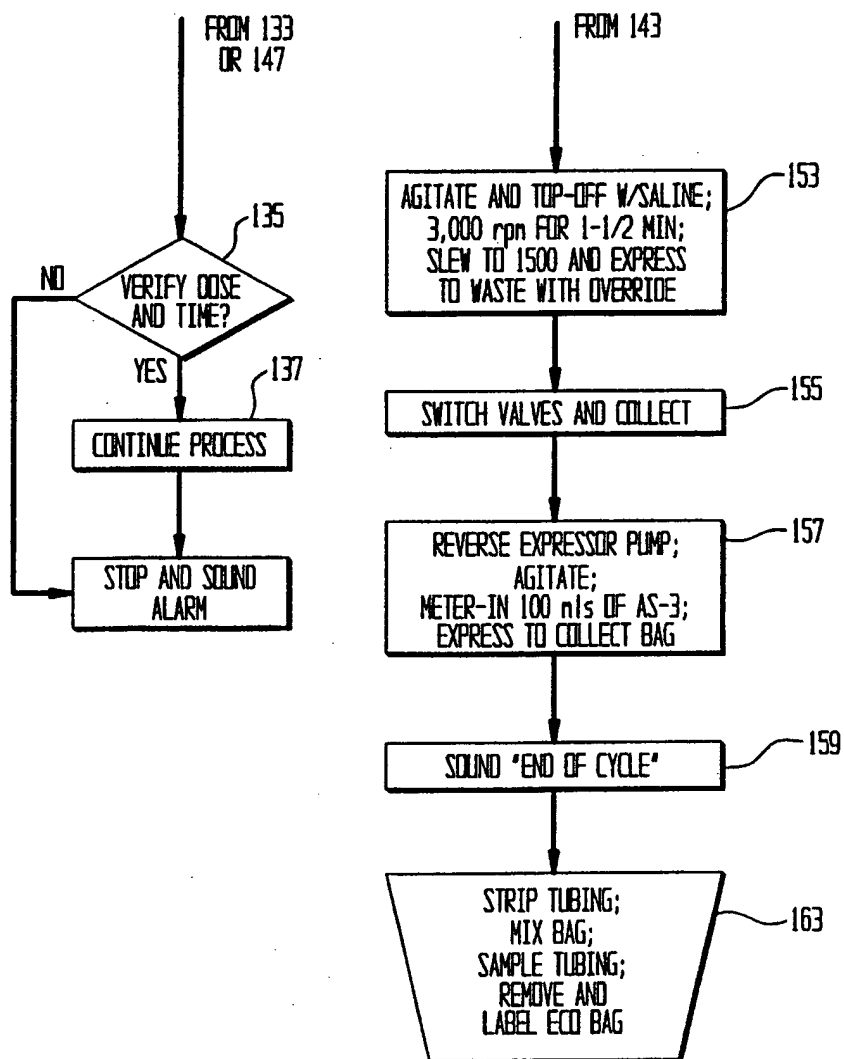 FROM 133
OR 147
135
NO
VERIFY DOSE
AND TIME?
YES
137
CONTINUE PROCESS
STOP AND SOUND
ALARM
FROM 143
153
AGITATE AND TOP-OFF W/SALINE;
3,000 rpm FOR 1-1/2 MIN;
SLEW TO 1500 AND EXPRESS
TO WASTE WITH OVERRIDE
155
SWITCH VALVES AND COLLECT
157
REVERSE EXPRESSOR PUMP;
AGITATE;
METER-IN 100 mls OF AS-3;
EXPRESS TO COLLECT BAG
159
SOUND "END OF CYCLE"
163
STRIP TUBING;
MIX BAG;
SAMPLE TUBING;
REMOVE AND
LABEL ECO BAG